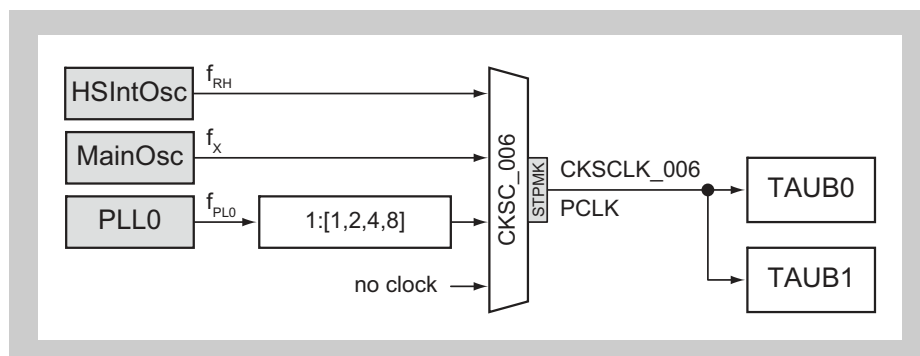 HSIntOsc
fRH
MainOsc
fX
PLL0
fPL0
1:[1,2,4,8]
no clock
CKSC_006
STPMK
CKSCLK_006
PCLK
TAUB0
TAUB1